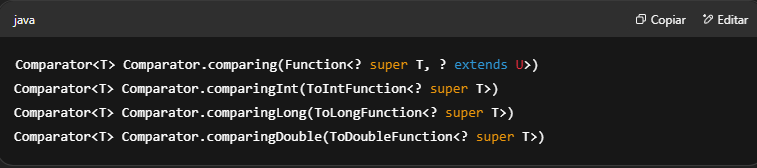 java
Copiar
Editar
Comparator<T> Comparator.comparing(Function<? super T, ? extends U>)
Comparator<T> Comparator.comparingInt(ToIntFunction<? super T>)
Comparator<T> Comparator.comparingLong(ToLongFunction<? super T>)
Comparator<T> Comparator.comparingDouble(ToDoubleFunction<? super T>)